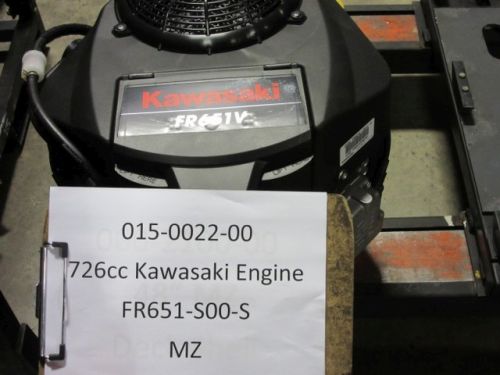 Kawasaki
FR651V
015-0022-00
726cc Kawasaki Engine
FR651-S00-S
MZ